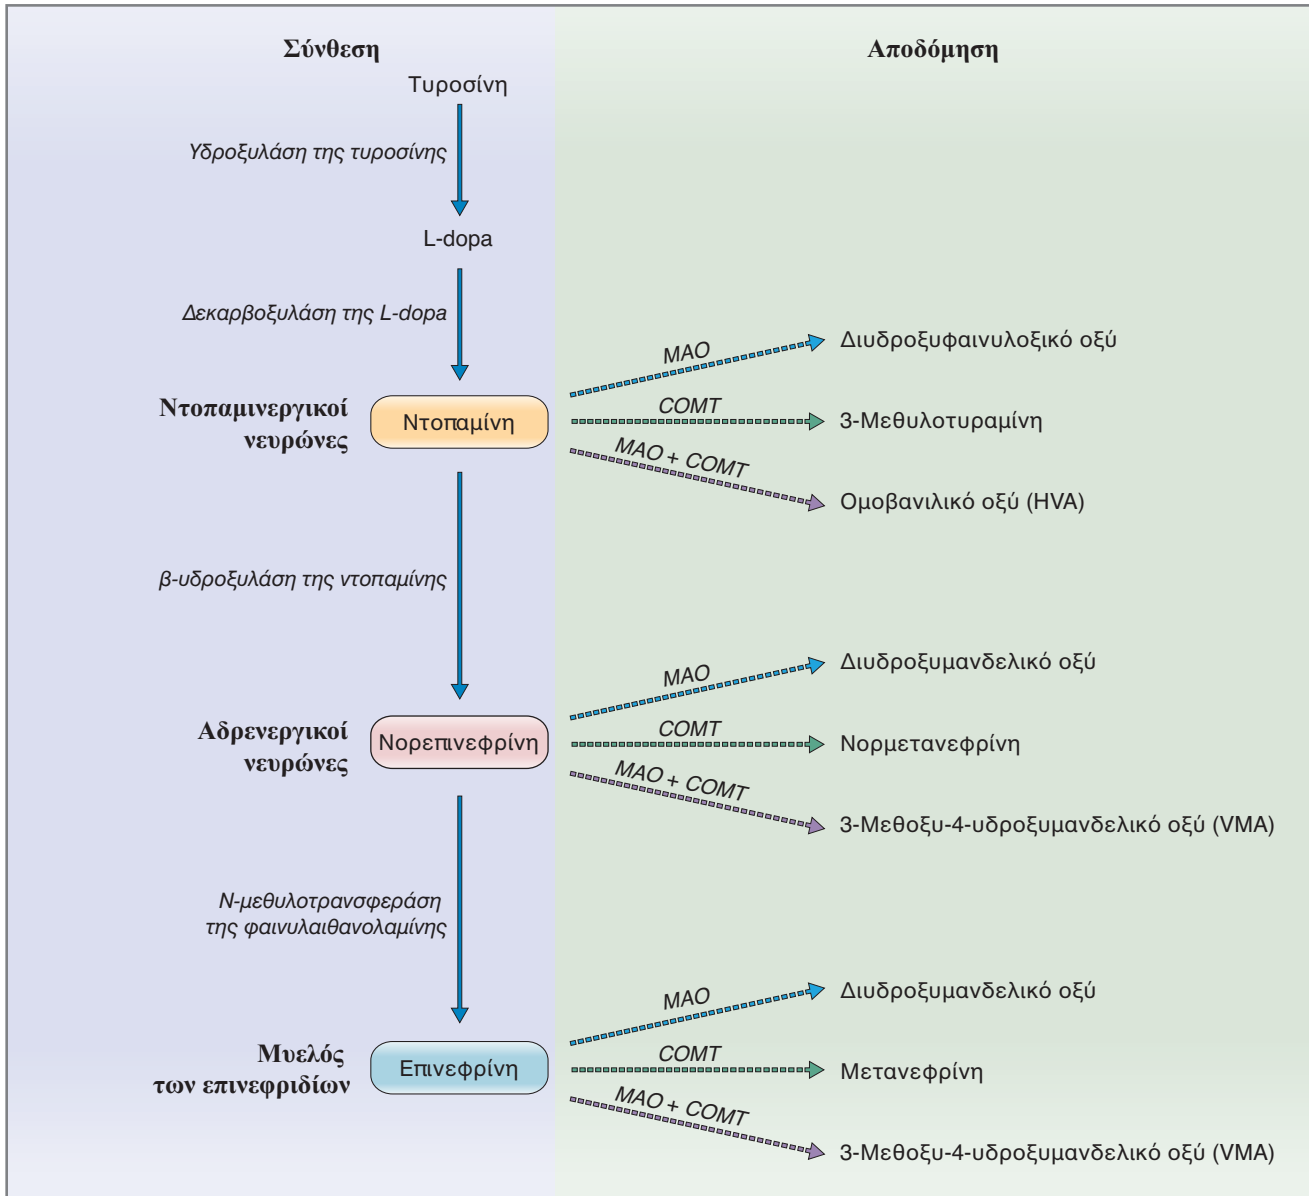 Σύνθεση
Αποδόμηση
Τυροσίνη
Υδροξυλάση της τυροσίνης
L-dopa
Δεκαρβοξυλάση της L-dopa
Ντοπαμινεργικοί
νευρώνες
Ντοπαμίνη
MAO
Διυδροξυφαινυλοξικό οξύ
COMT
3-Μεθυλοτυραμίνη
MAO + COMT
Ομοβανιλικό οξύ (HVA)
β-υδροξυλάση της ντοπαμίνης
Αδρενεργικοί
νευρώνες
Νορεπινεφρίνη
MAO
Διυδροξυμανδελικό οξύ
COMT
Νορμετανεφρίνη
MAO + COMT
3-Μεθοξυ-4-υδροξυμανδελικό οξύ (VMA)
Ν-μεθυλοτρανσφεράση
της φαινυλαιθανολαμίνης
Μυελός
των επινεφριδίων
Επινεφρίνη
MAO
Διυδροξυμανδελικό οξύ
COMT
Μετανεφρίνη
MAO + COMT
3-Μεθοξυ-4-υδροξυμανδελικό οξύ (VMA)